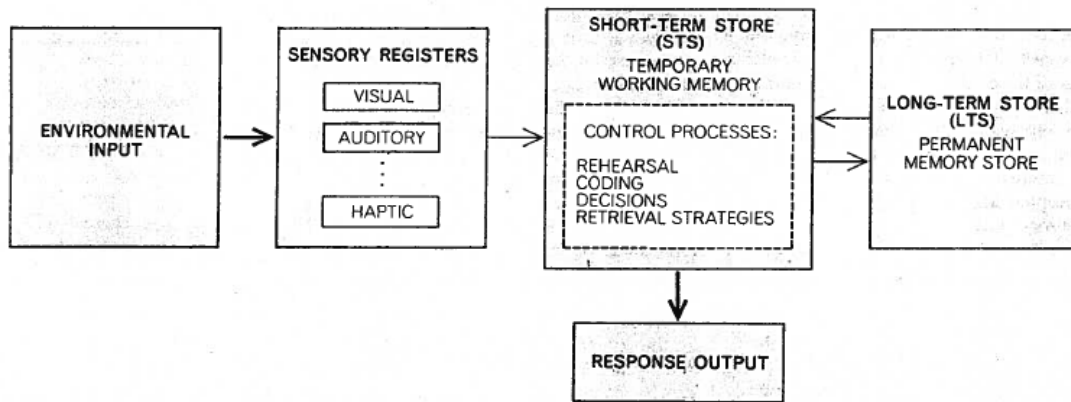 ENVIRONMENTAL
INPUT
SENSORY REGISTERS
VISUAL
AUDITORY
HAPTIC
SHORT-TERM STORE
(STS)
TEMPORARY
WORKING MEMORY
CONTROL PROCESSES:
REHEARSAL
CODING
DECISIONS
RETRIEVAL STRATEGIES
LONG-TERM STORE
(LTS)
PERMANENT
MEMORY STORE
RESPONSE OUTPUT